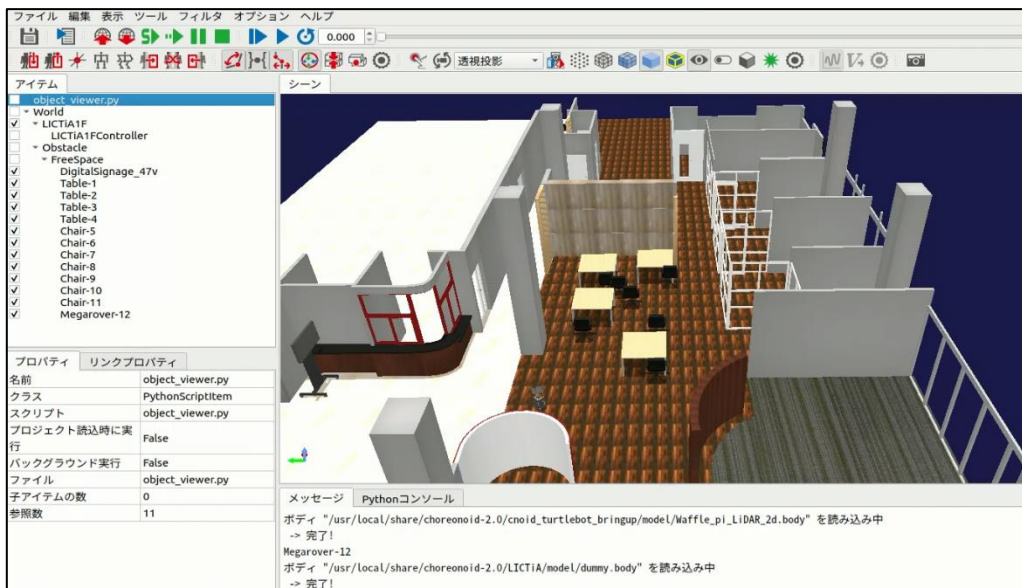 ファイル 編集 表示 ツール フィルタ オプション ヘルプ
0.000
透視投影
アイテム
object_viewer.py
World
LICTiA1F
LICTiA1FController
Obstacle
FreeSpace
DigitalSignage_47v
Table-1
Table-2
Table-3
Table-4
Chair-5
Chair-6
Chair-7
Chair-8
Chair-9
Chair-10
Chair-11
Megarover-12
シーン
プロパティ リンクプロパティ
名前 object_viewer.py
クラス PythonScriptItem
スクリプト object_viewer.py
プロジェクト読込時に実
行 False
バックグラウンド実行 False
ファイル object_viewer.py
子アイテムの数 0
参照数 11
メッセージ Pythonコンソール
ボディ "/usr/local/share/choreonoid-2.0/cnoid_turtlebot_bringup/model/Waffle_pi_LiDAR_2d.body" を読み込み中
-> 完了!
Megarover-12
ボディ "/usr/local/share/choreonoid-2.0/LICTiA/model/dummy.body" を読み込み中
-> 完了!